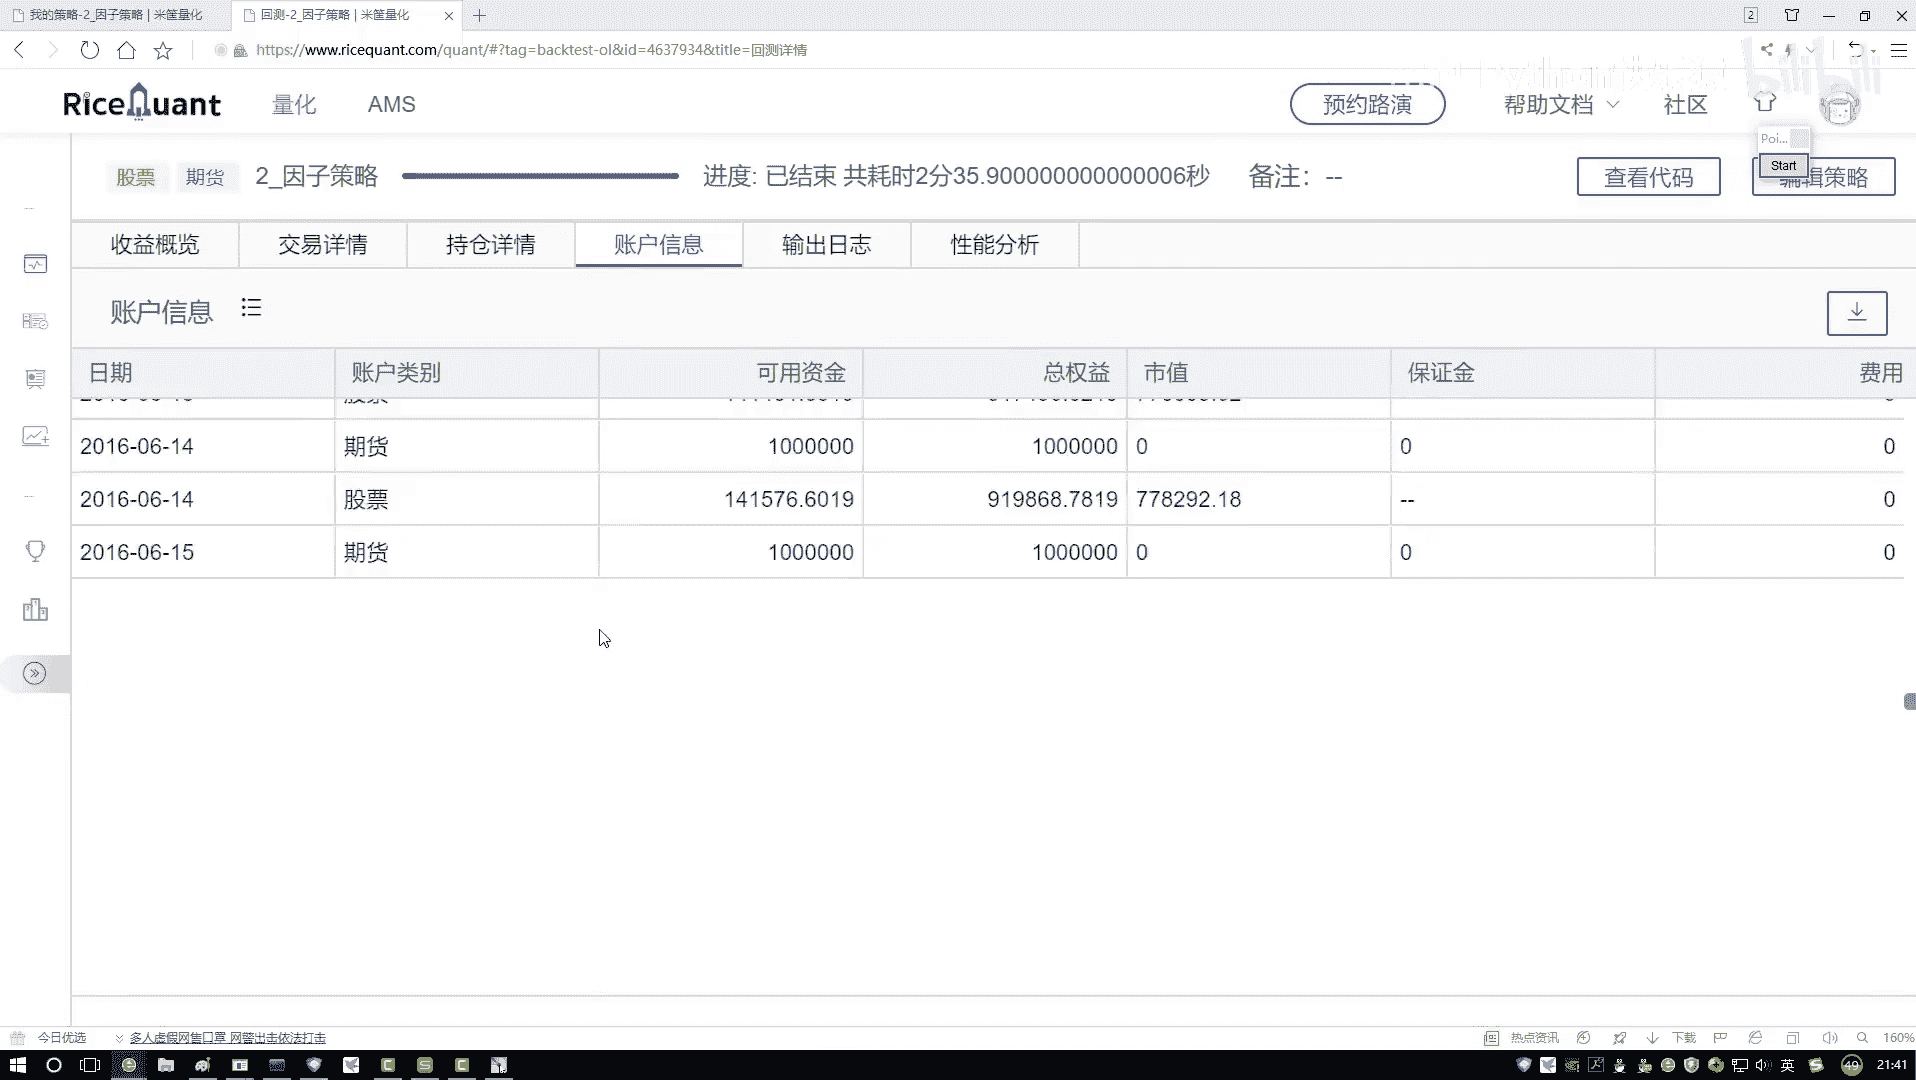 我的策略-2_因子策略 | 米筐量化
回测-2_因子策略 | 米筐量化
2
https://www.ricequant.com/quant/#?tag=backtest-ol&id=4637934&title=回测详情
bilibili
RiceQuant
量化
AMS
预约路演
帮助文档
社区
Poi...
Start
股票
期货
2_因子策略
进度: 已结束 共耗时2分35.900000000000006秒
备注: --
查看代码
编辑策略
收益概览
交易详情
持仓详情
账户信息
输出日志
性能分析
账户信息
日期 账户类别 可用资金 总权益 市值 保证金 费用
2016-06-14 期货 1000000 1000000 0 0 0
2016-06-14 股票 141576.6019 919868.7819 778292.18 -- 0
2016-06-15 期货 1000000 1000000 0 0 0
今日优选
多人虚假网售口罩 网警出击依法打击
热点资讯
下载
160%
英
49
21:41